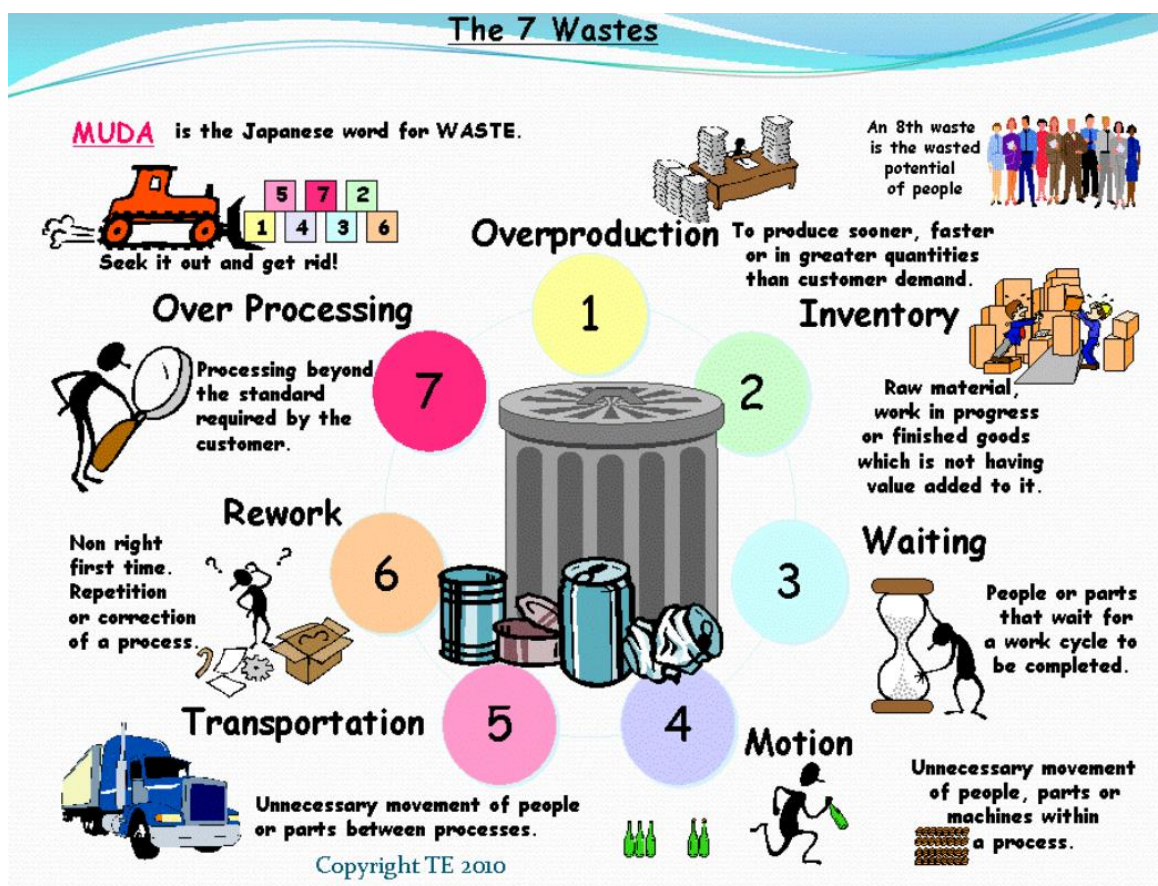 The 7 Wastes
MUDA is the Japanese word for WASTE.
5 7 2
1 4 3 6
Seek it out and get rid!
An 8th waste
is the wasted
potential
of people
Overproduction
To produce sooner, faster
or in greater quantities
than customer demand.
1
Inventory
2
Raw material,
work in progress
or finished goods
which is not having
value added to it.
Waiting
3
People or parts
that wait for
a work cycle to
be completed.
Motion
4
Unnecessary movement
of people, parts or
machines within
a process.
Transportation
5
Unnecessary movement of people
or parts between processes.
Rework
6
Non right
first time.
Repetition
or correction
of a process.
? ?
Over Processing
7
Processing beyond
the standard
required by the
customer.
Copyright TE 2010